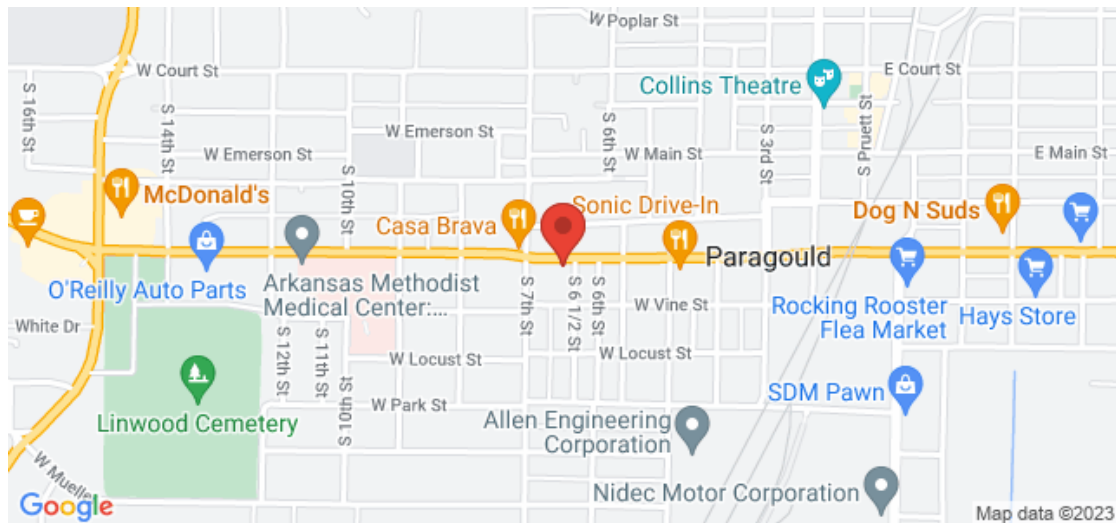 W Poplar St
W Court St
E Court St
Collins Theatre
S 16th St
S 14th St
W Emerson St
W Emerson St
S 6th St
W Main St
S 3rd St
S Pruett St
E Main St
McDonald's
S 10th St
Casa Brava
Sonic Drive-In
Dog N Suds
Paragould
O'Reilly Auto Parts
Arkansas Methodist
Medical Center:...
S 7th St
S 6 1/2 St
S 6th St
W Vine St
Rocking Rooster
Flea Market
Hays Store
White Dr
S 12th St
S 11th St
S 10th St
W Locust St
W Locust St
Linwood Cemetery
W Park St
SDM Pawn
Allen Engineering
Corporation
W Mueller
Nidec Motor Corporation
Google
Map data ©2023